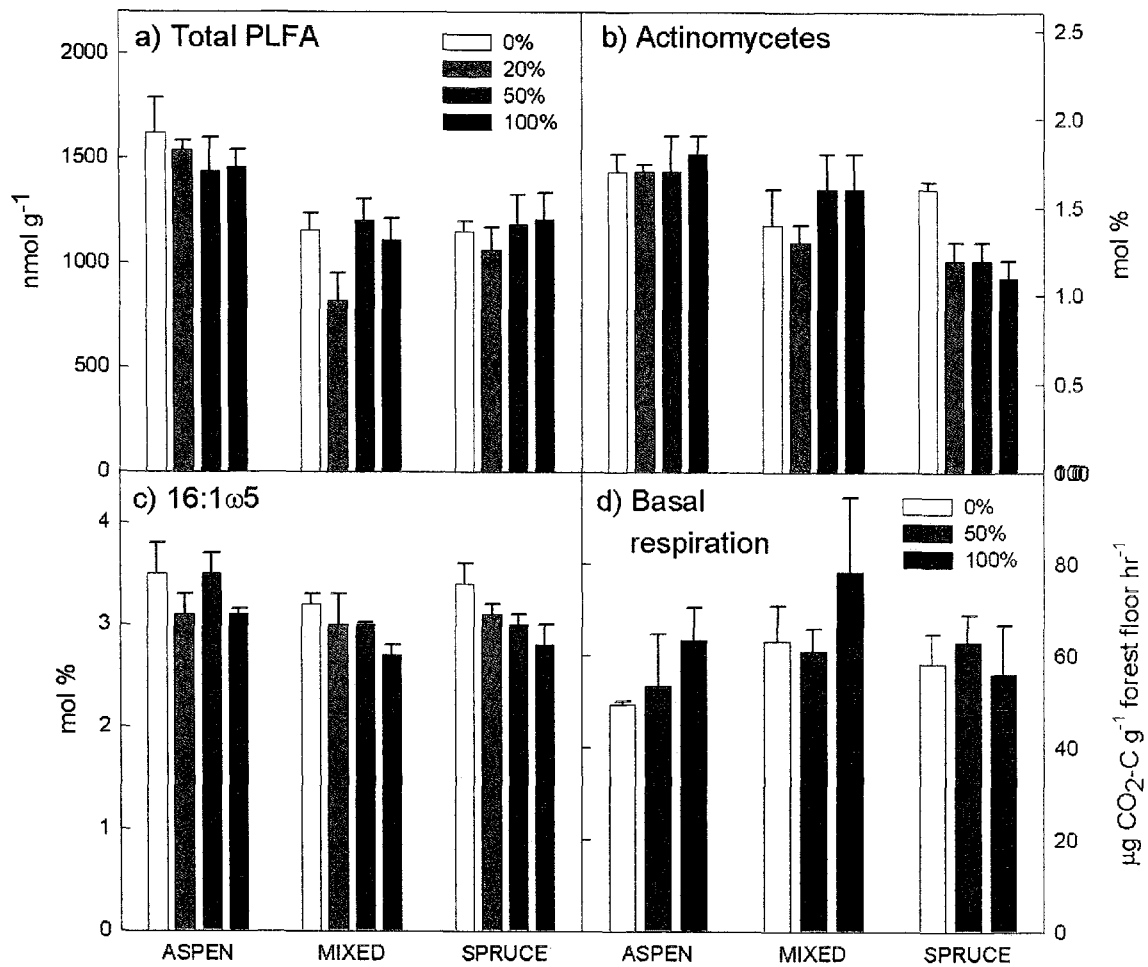 a) Total PLFA
0%
20%
50%
100%
2000
1500
1000
500
0
nmol g-1
b) Actinomycetes
2.5
2.0
1.5
1.0
0.5
mol %
c) 16:1ω5
4
3
2
1
0
mol %
ASPEN MIXED SPRUCE
d) Basal
respiration
0%
50%
100%
80
60
40
20
0
µg CO2-C g-1 forest floor hr-1
ASPEN MIXED SPRUCE